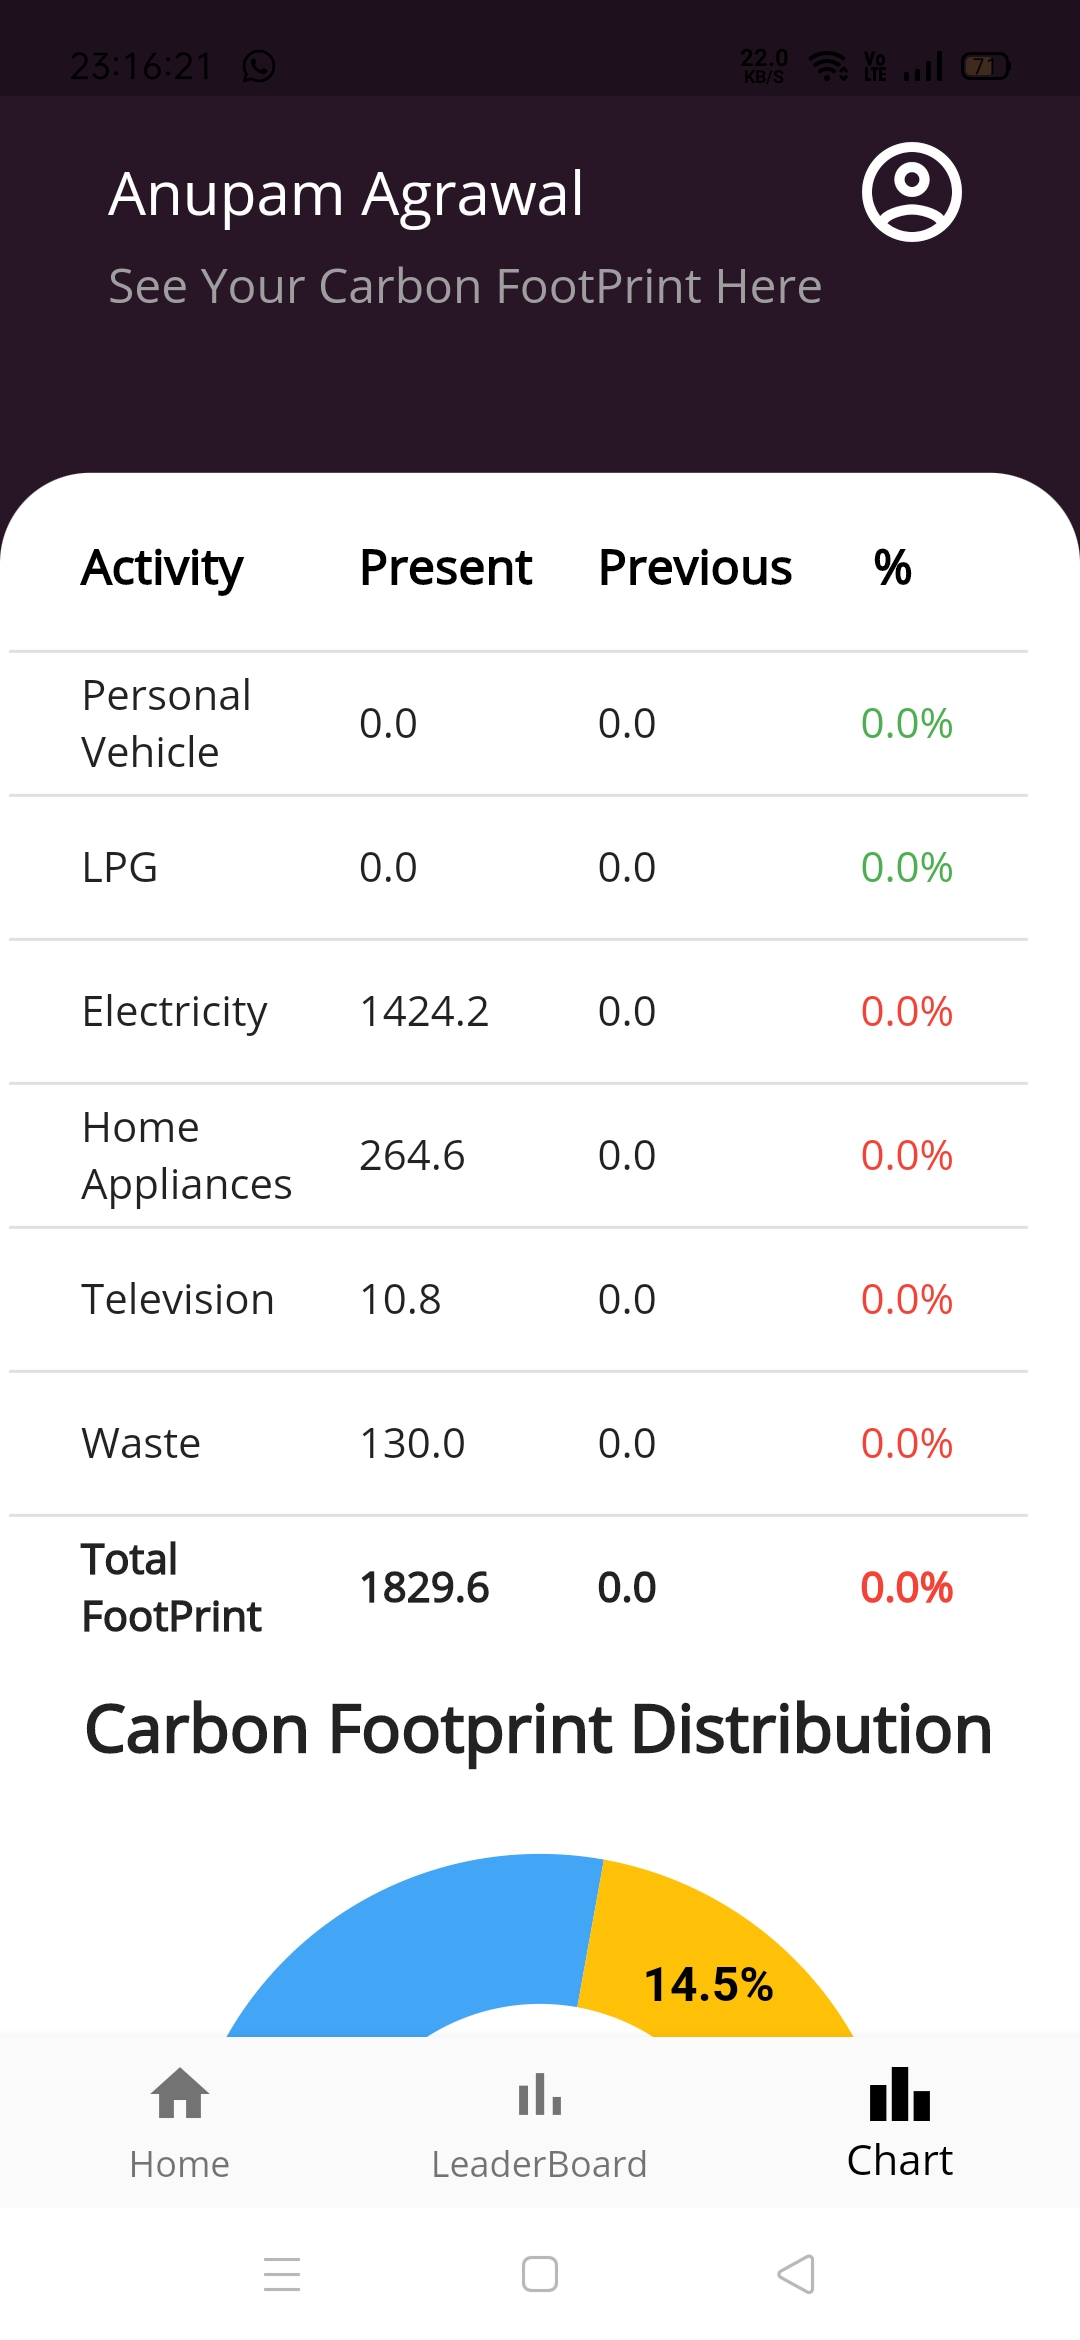 23:16:21 22.0 KB/S Vo LTE 71
Anupam Agrawal
See Your Carbon FootPrint Here
Activity Present Previous %
Personal Vehicle 0.0 0.0 0.0%
LPG 0.0 0.0 0.0%
Electricity 1424.2 0.0 0.0%
Home Appliances 264.6 0.0 0.0%
Television 10.8 0.0 0.0%
Waste 130.0 0.0 0.0%
Total FootPrint 1829.6 0.0 0.0%
Carbon Footprint Distribution
14.5%
Home LeaderBoard Chart